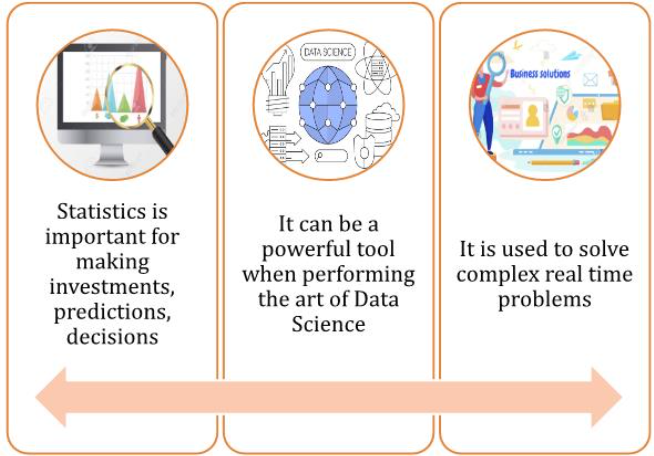 Statistics is
important for
making
investments,
predictions,
decisions
DATA SCIENCE
It can be a
powerful tool
when performing
the art of Data
Science
Business solutions
It is used to solve
complex real time
problems